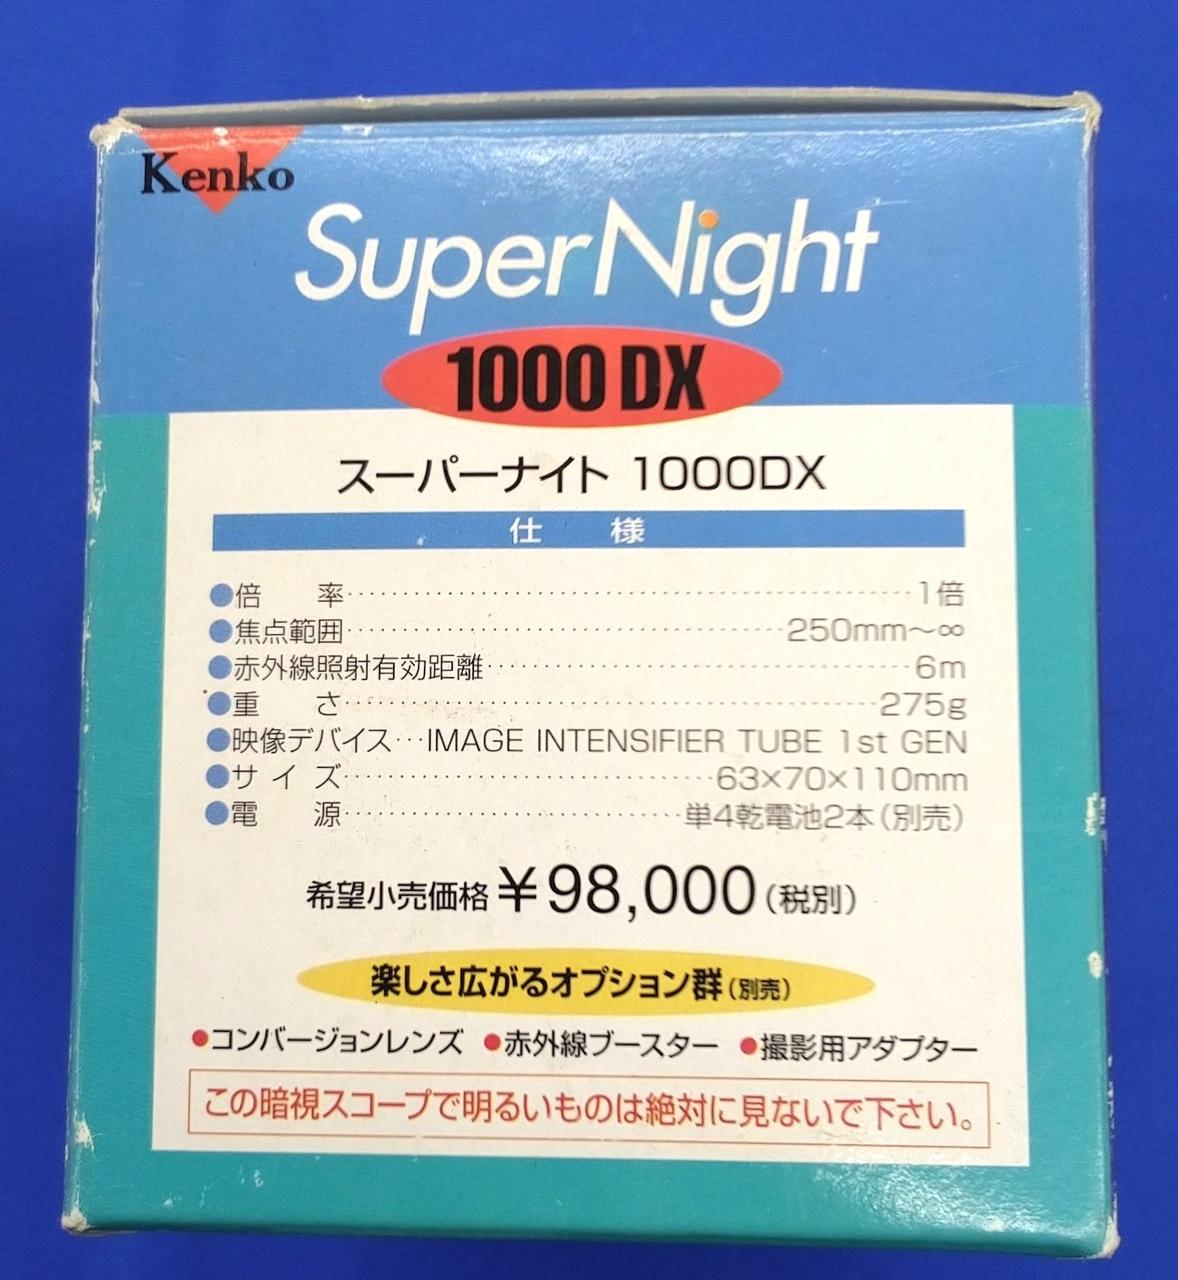 Kenko
SuperNight
1000 DX
スーパーナイト 1000DX
仕 様
●倍 率 1倍
●焦点範囲 250mm～∞
●赤外線照射有効距離 6m
●重 さ 275g
●映像デバイス IMAGE INTENSIFIER TUBE 1st GEN
●サイズ 63×70×110mm
●電 源 単4乾電池2本(別売)
希望小売価格 ¥98,000(税別)
楽しさ広がるオプション群(別売)
●コンバージョンレンズ ●赤外線ブースター ●撮影用アダプター
この暗視スコープで明るいものは絶対に見ないで下さい。